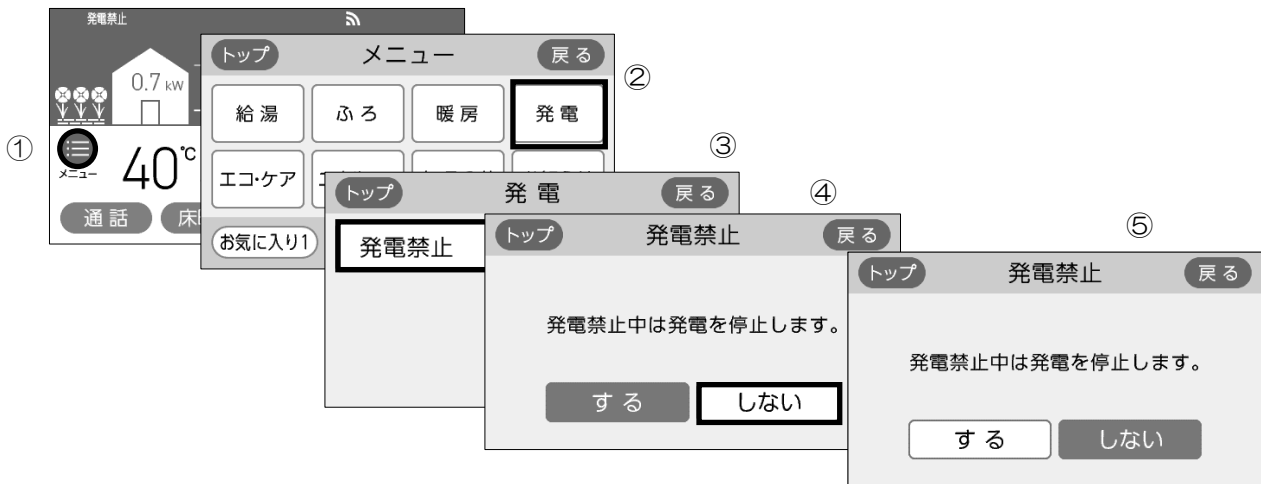 発電禁止
0.7 kW
①
メニュー
40℃
通話
トップ
メニュー
戻る
②
給湯
ふろ
暖房
発電
エコ・ケア
お気に入り1
③
トップ
発電
戻る
発電禁止
④
トップ
発電禁止
戻る
発電禁止中は発電を停止します。
する
しない
⑤
トップ
発電禁止
戻る
発電禁止中は発電を停止します。
する
しない